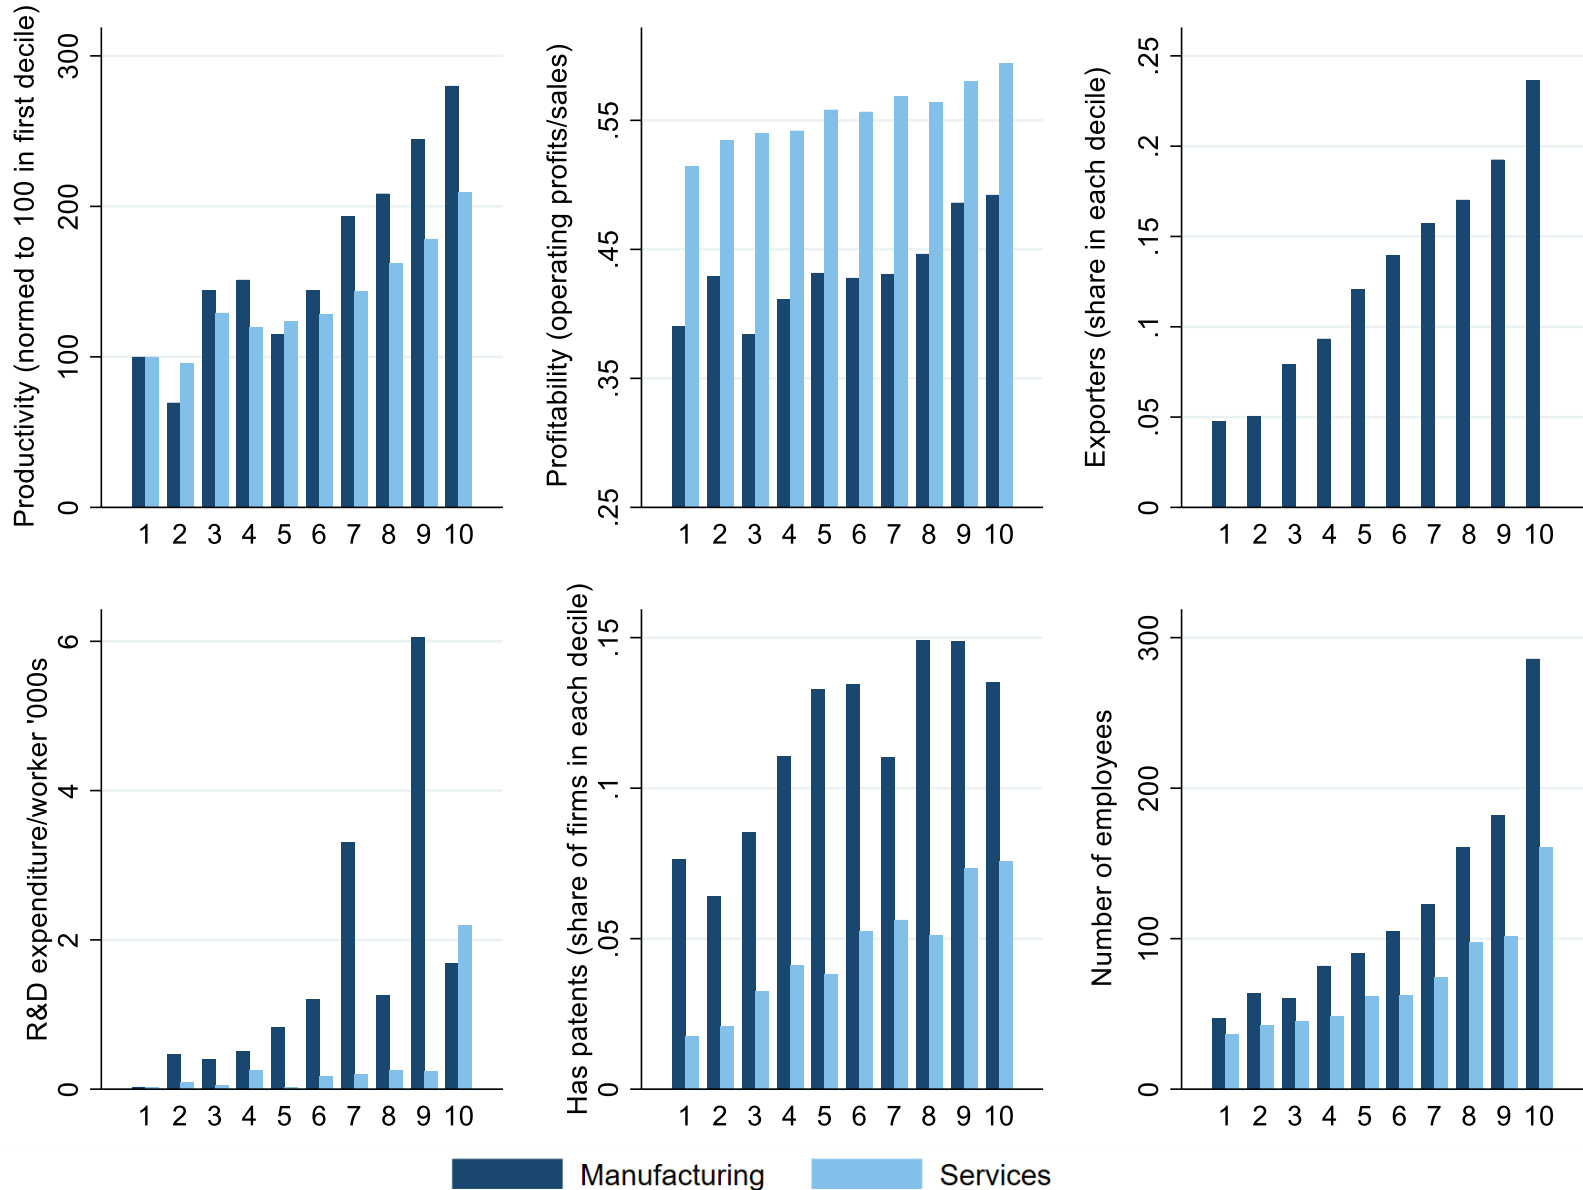 Productivity (normed to 100 in first decile)
0 100 200 300
1 2 3 4 5 6 7 8 9 10
Profitability (operating profits/sales)
.25 .35 .45 .55
1 2 3 4 5 6 7 8 9 10
Exporters (share in each decile)
0 .05 .1 .15 .2 .25
1 2 3 4 5 6 7 8 9 10
R&D expenditure/worker '000s
0 2 4 6
1 2 3 4 5 6 7 8 9 10
Has patents (share of firms in each decile)
0 .05 .1 .15
1 2 3 4 5 6 7 8 9 10
Number of employees
0 100 200 300
1 2 3 4 5 6 7 8 9 10
Manufacturing
Services